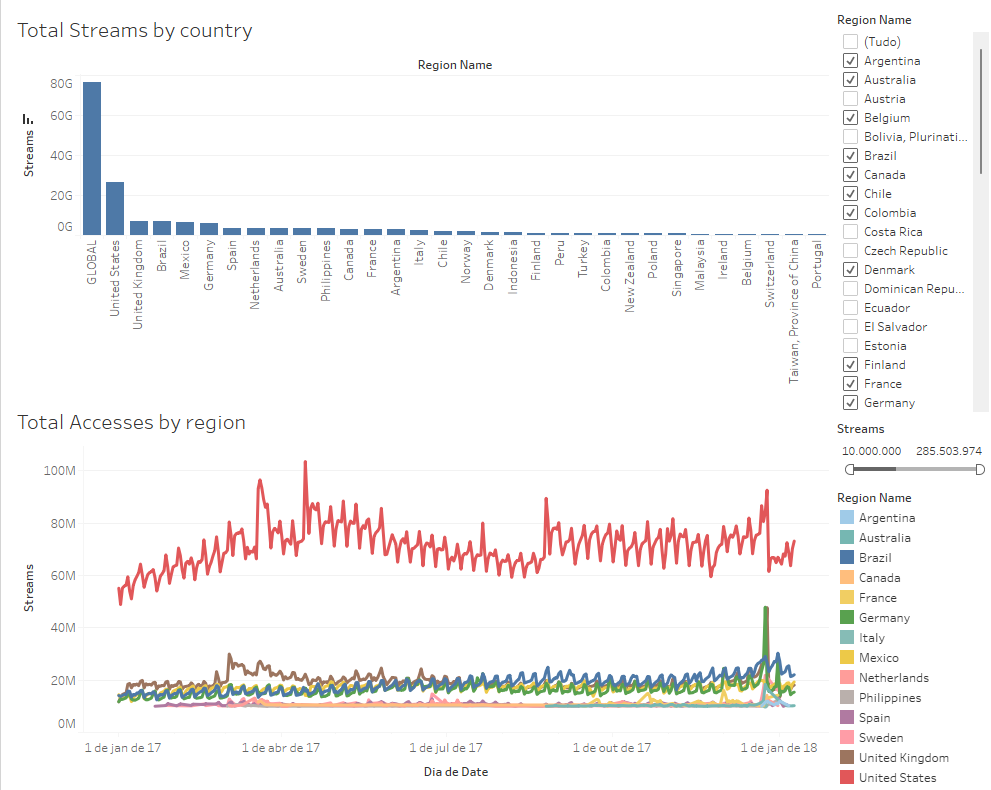 Total Streams by country
Region Name
Streams
80G
60G
40G
20G
0G
GLOBAL
United States
United Kingdom
Brazil
Mexico
Germany
Spain
Netherlands
Australia
Sweden
Philippines
Canada
France
Argentina
Italy
Chile
Norway
Denmark
Indonesia
Finland
Peru
Turkey
Colombia
New Zealand
Poland
Singapore
Malaysia
Ireland
Belgium
Switzerland
Taiwan, Province of China
Portugal
Region Name
(Tudo)
Argentina
Australia
Austria
Belgium
Bolivia, Plurinati...
Brazil
Canada
Chile
Colombia
Costa Rica
Czech Republic
Denmark
Dominican Repu...
Ecuador
El Salvador
Estonia
Finland
France
Germany
Total Accesses by region
Streams
100M
80M
60M
40M
20M
0M
1 de jan de 17
1 de abr de 17
1 de jul de 17
1 de out de 17
1 de jan de 18
Dia de Date
Streams
10.000.000 285.503.974
Region Name
Argentina
Australia
Brazil
Canada
France
Germany
Italy
Mexico
Netherlands
Philippines
Spain
Sweden
United Kingdom
United States